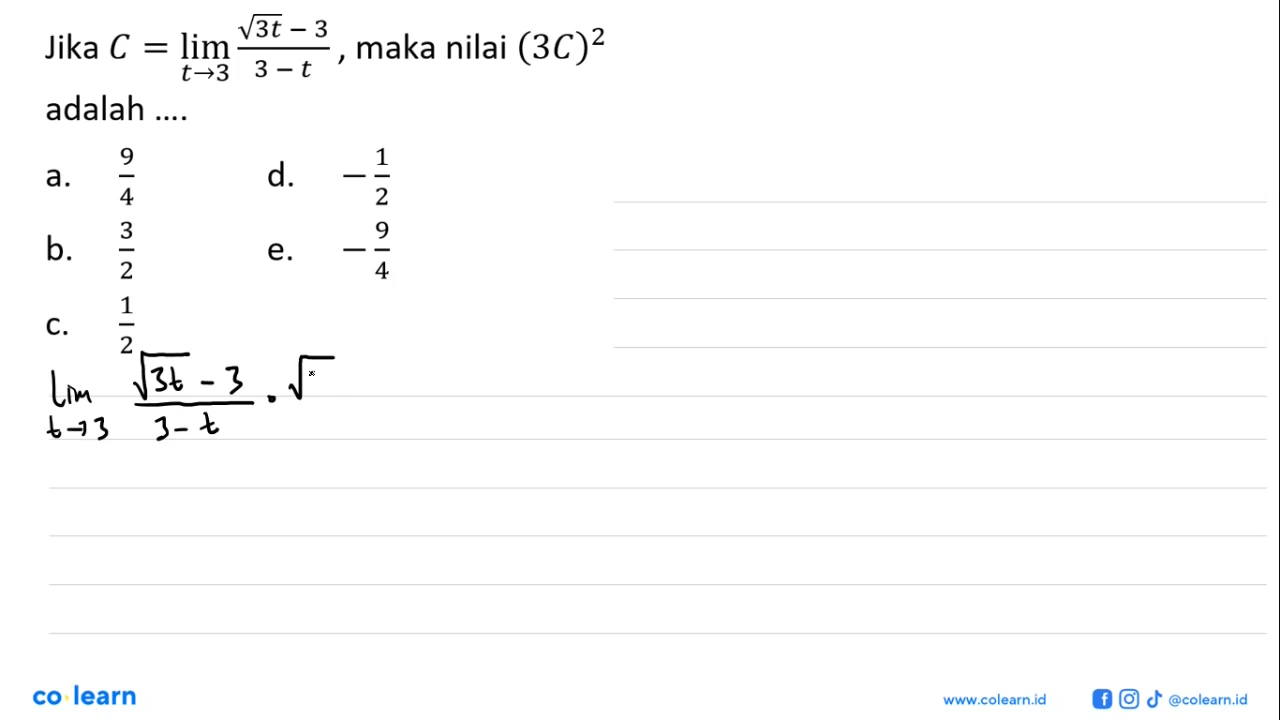 Jika C = lim t→3 (√3t − 3)/(3 − t) , maka nilai (3C)²
adalah ....
a. 9/4 d. −1/2
b. 3/2 e. −9/4
c. 1/2
lim t→3 (√3t − 3)/(3 − t) · √
co learn
www.colearn.id @colearn.id